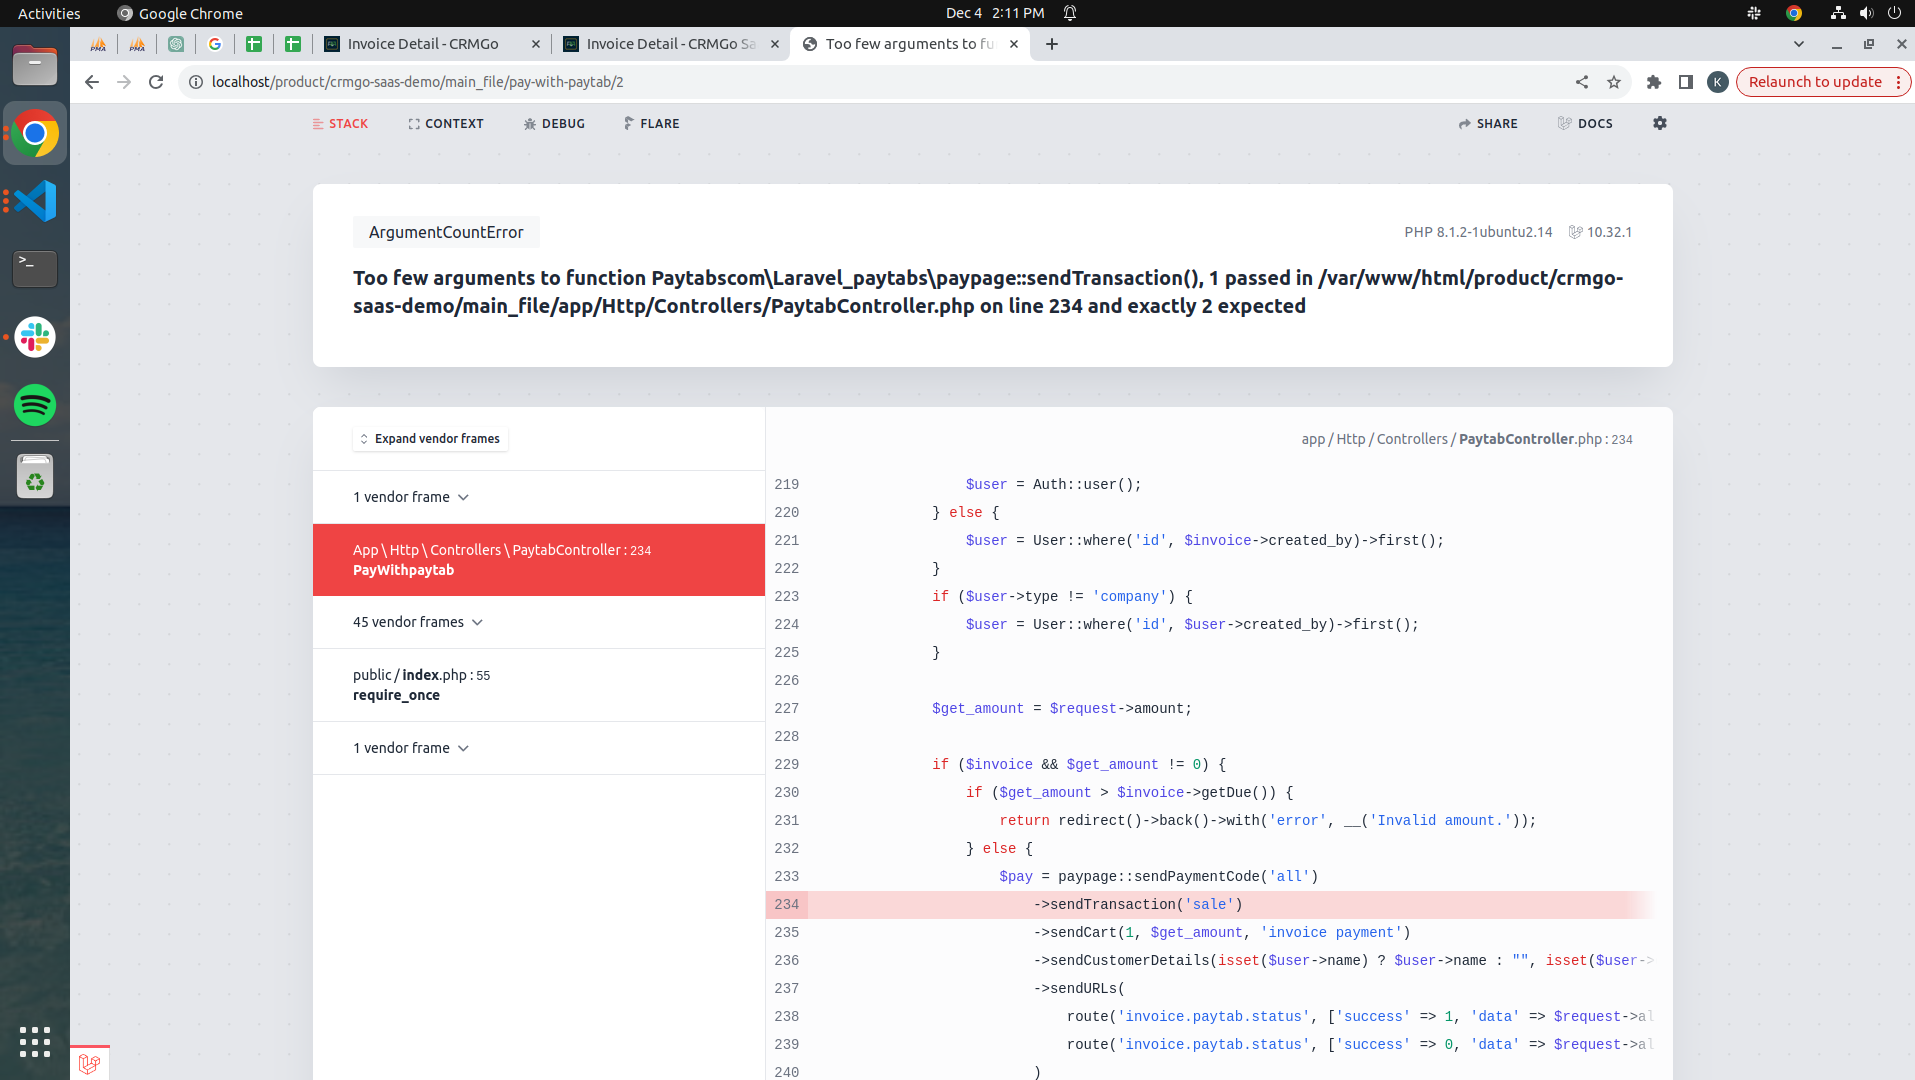 Activities
Google Chrome
Dec 4 2:11 PM
PMA
PMA
Invoice Detail - CRMGo
Invoice Detail - CRMGo Sa
Too few arguments to fu
localhost/product/crmgo-saas-demo/main_file/pay-with-paytab/2
K
Relaunch to update
STACK
CONTEXT
DEBUG
FLARE
SHARE
DOCS
ArgumentCountError
PHP 8.1.2-1ubuntu2.14
10.32.1
Too few arguments to function Paytabscom\Laravel_paytabs\paypage::sendTransaction(), 1 passed in /var/www/html/product/crmgo-
saas-demo/main_file/app/Http/Controllers/PaytabController.php on line 234 and exactly 2 expected
Expand vendor frames
1 vendor frame
App \ Http \ Controllers \ PaytabController : 234
PayWithpaytab
45 vendor frames
public / index.php : 55
require_once
1 vendor frame
app / Http / Controllers / PaytabController.php : 234
219 $user = Auth::user();
220 } else {
221 $user = User::where('id', $invoice->created_by)->first();
222 }
223 if ($user->type != 'company') {
224 $user = User::where('id', $user->created_by)->first();
225 }
226
227 $get_amount = $request->amount;
228
229 if ($invoice && $get_amount != 0) {
230 if ($get_amount > $invoice->getDue()) {
231 return redirect()->back()->with('error', __('Invalid amount.'));
232 } else {
233 $pay = paypage::sendPaymentCode('all')
234 ->sendTransaction('sale')
235 ->sendCart(1, $get_amount, 'invoice payment')
236 ->sendCustomerDetails(isset($user->name) ? $user->name : "", isset($user->
237 ->sendURLs(
238 route('invoice.paytab.status', ['success' => 1, 'data' => $request->al
239 route('invoice.paytab.status', ['success' => 0, 'data' => $request->al
240 )